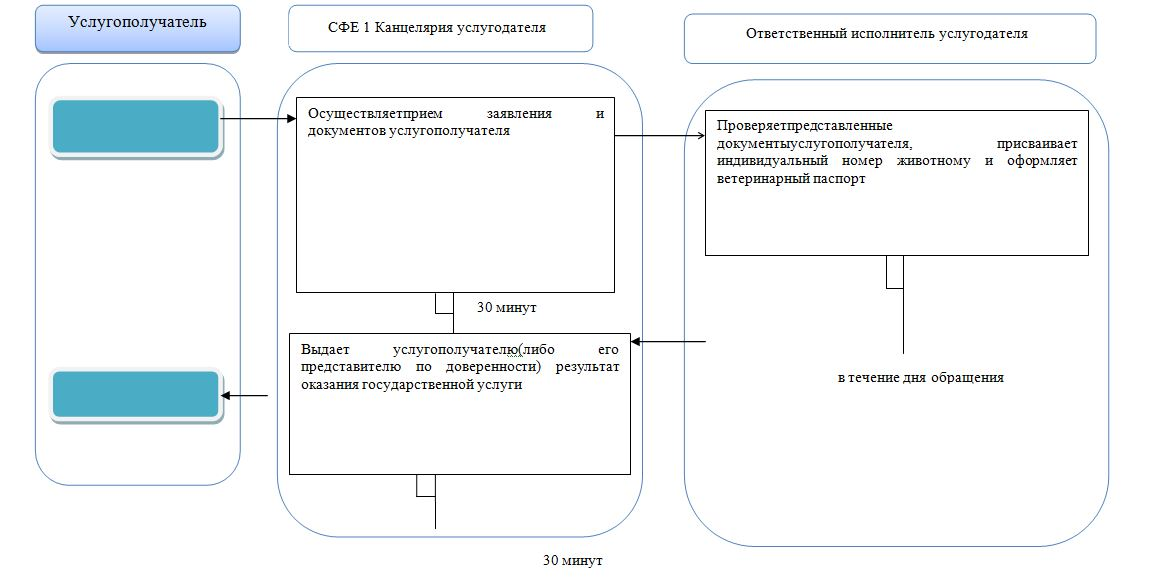 Услугополучатель
СФЕ 1 Канцелярия услугодателя
Ответственный исполнитель услугодателя
Осуществляетприем заявления и
документов услугополучателя
Проверяетпредставленные
документыуслугополучателя, присваивает
индивидуальный номер животному и оформляет
ветеринарный паспорт
30 минут
Выдает услугополучателю(либо его
представителю по доверенности) результат
оказания государственной услуги
в течение дня обращения
30 минут